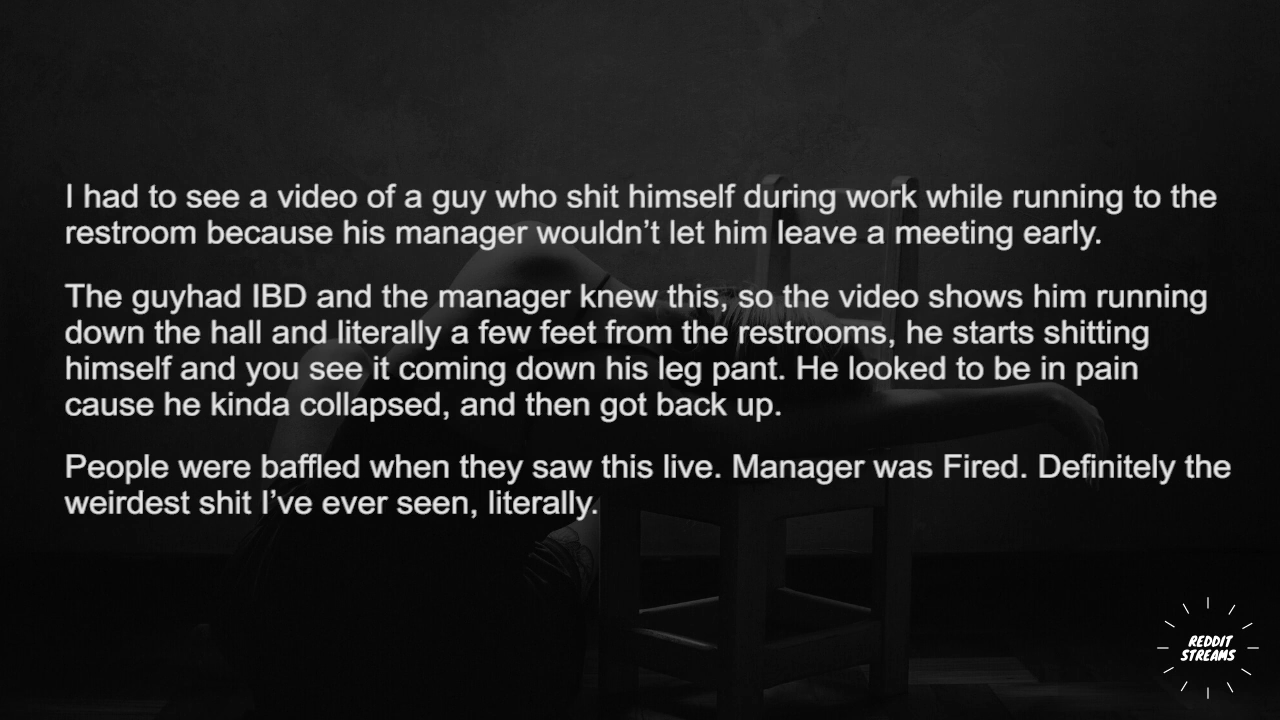 I had to see a video of a guy who shit himself during work while running to the
restroom because his manager wouldn’t let him leave a meeting early.
The guyhad IBD and the manager knew this, so the video shows him running
down the hall and literally a few feet from the restrooms, he starts shitting
himself and you see it coming down his leg pant. He looked to be in pain
cause he kinda collapsed, and then got back up.
People were baffled when they saw this live. Manager was Fired. Definitely the
weirdest shit I’ve ever seen, literally.
REDDIT
STREAMS